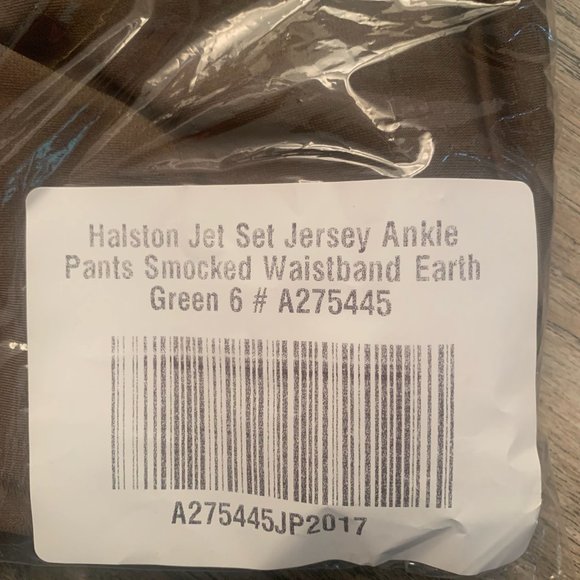 Halston Jet Set Jersey Ankle
Pants Smocked Waistband Earth
Green 6 # A275445
A275445JP2017